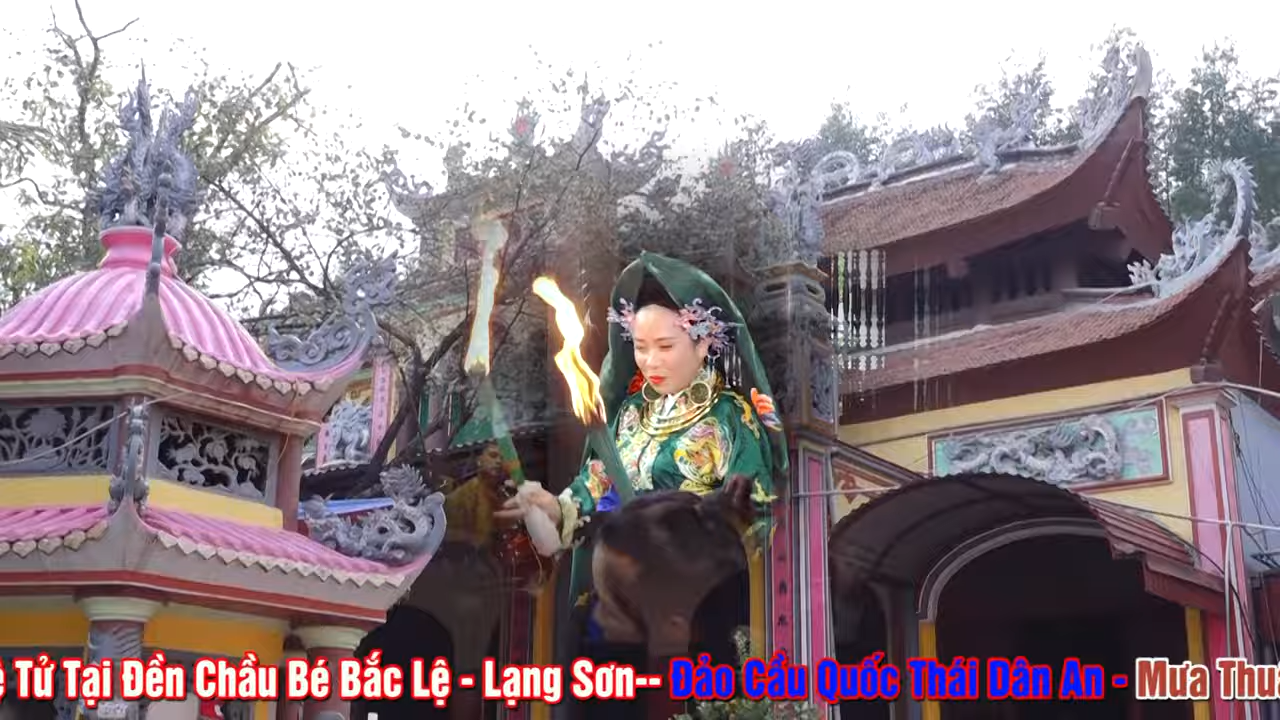 Tử Tại Đền Chầu Bé Bắc Lệ - Lạng Sơn-- Đảo Cầu Quốc Thái Dân An - Mưa